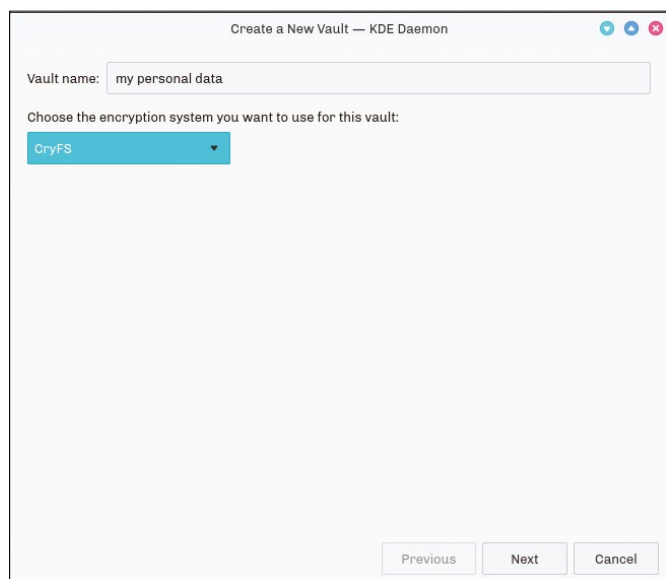 Create a New Vault — KDE Daemon
Vault name: my personal data
Choose the encryption system you want to use for this vault:
CryFS
Previous Next Cancel